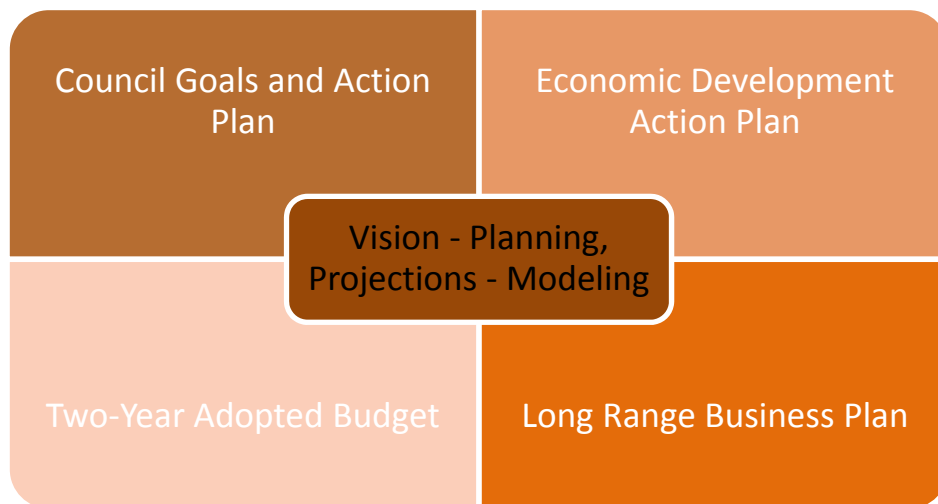 Council Goals and Action
Plan
Economic Development
Action Plan
Vision - Planning,
Projections - Modeling
Two-Year Adopted Budget
Long Range Business Plan